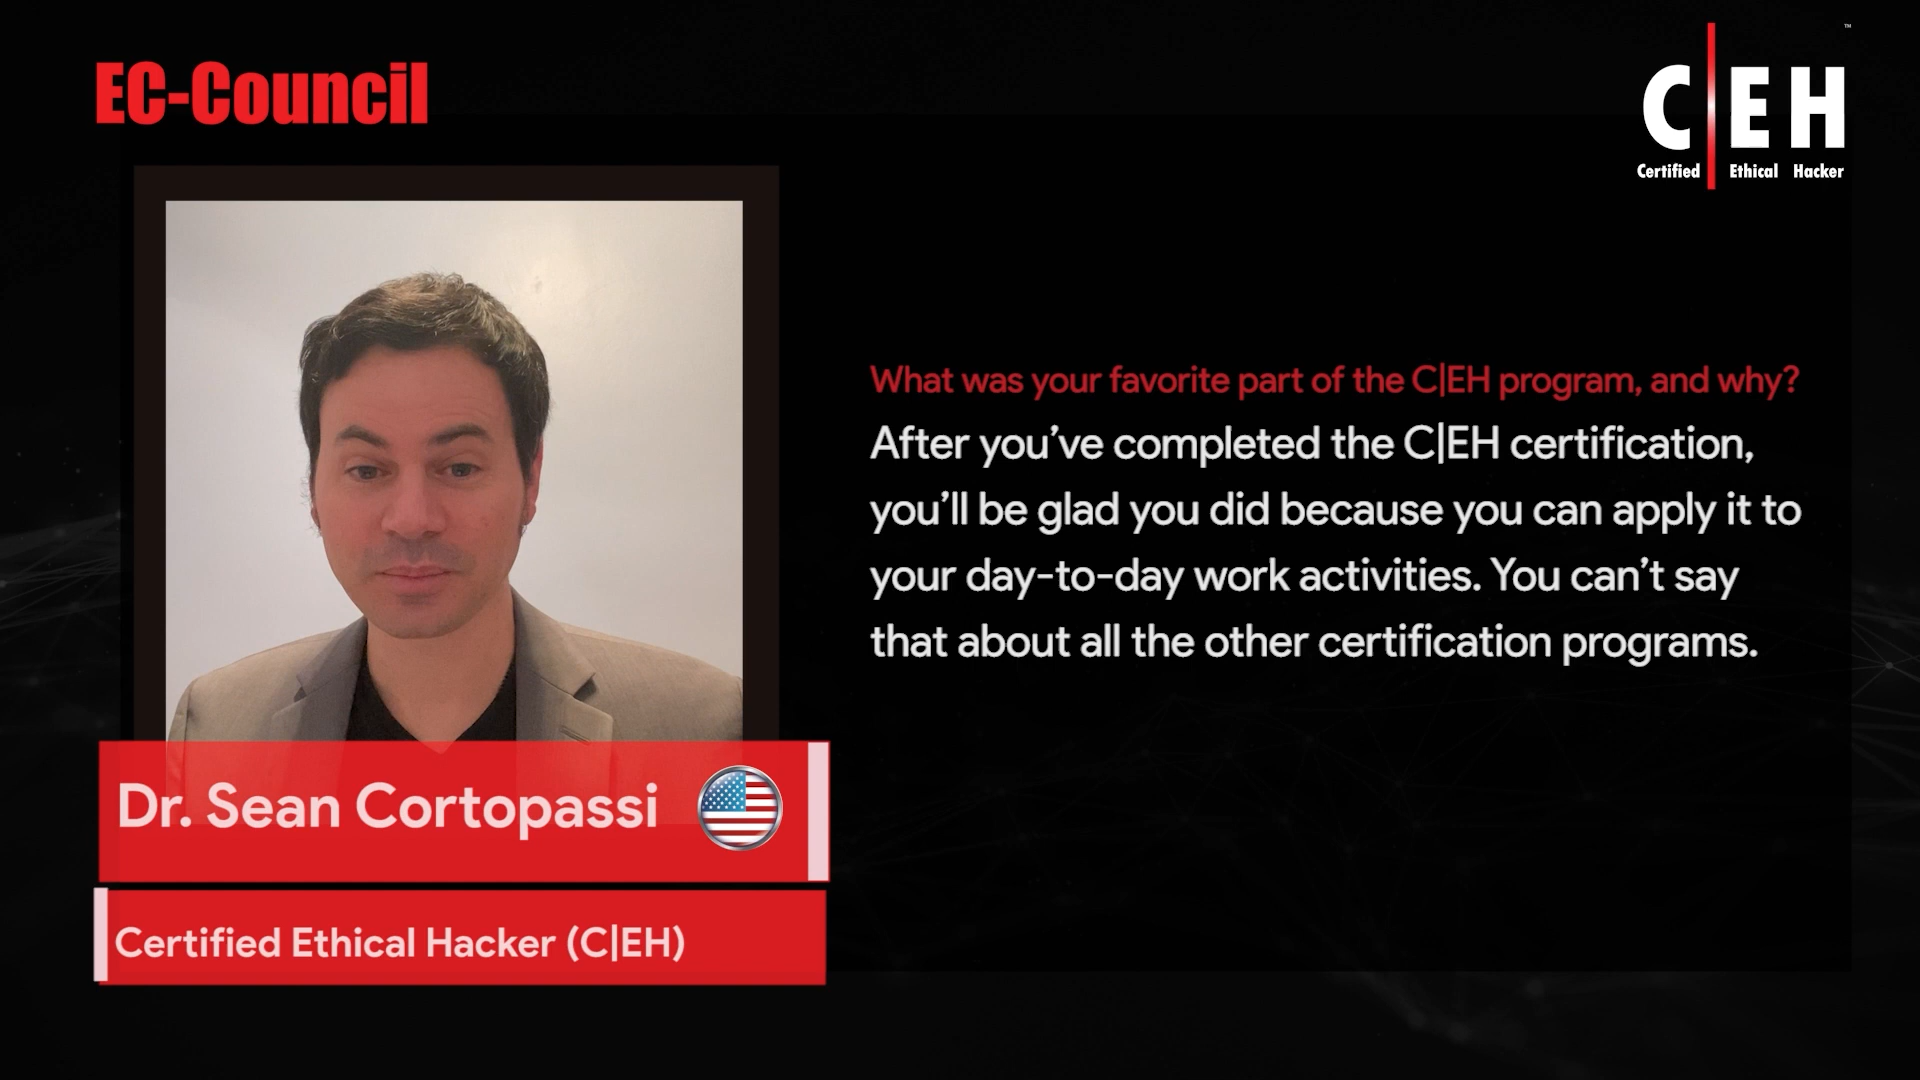 EC-Council
C|EH
™
Certified Ethical Hacker
What was your favorite part of the C|EH program, and why?
After you’ve completed the C|EH certification,
you’ll be glad you did because you can apply it to
your day-to-day work activities. You can’t say
that about all the other certification programs.
Dr. Sean Cortopassi
Certified Ethical Hacker (C|EH)